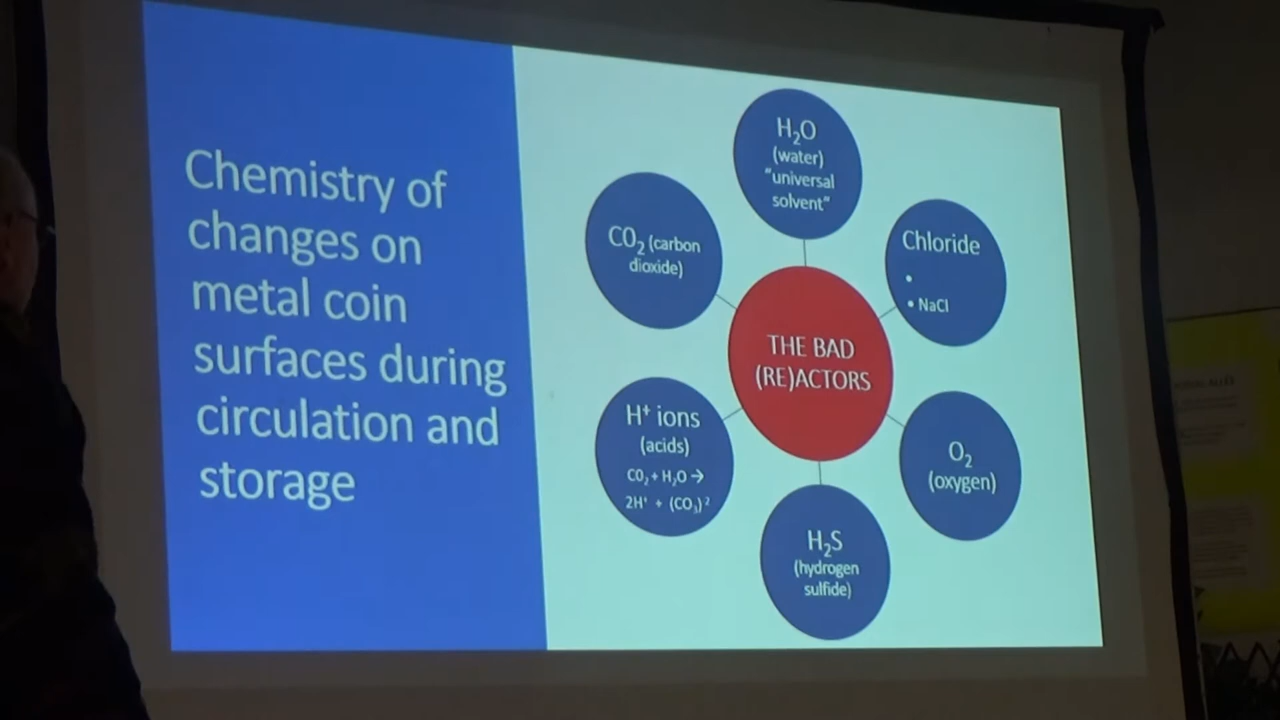 Chemistry of
changes on
metal coin
surfaces during
circulation and
storage
H₂O
(water)
"universal
solvent"
Chloride
•
• NaCl
O₂
(oxygen)
H₂S
(hydrogen
sulfide)
H⁺ ions
(acids)
CO₂ + H₂O →
2H⁺ + (CO₃)²
CO₂ (carbon
dioxide)
THE BAD
(RE)ACTORS